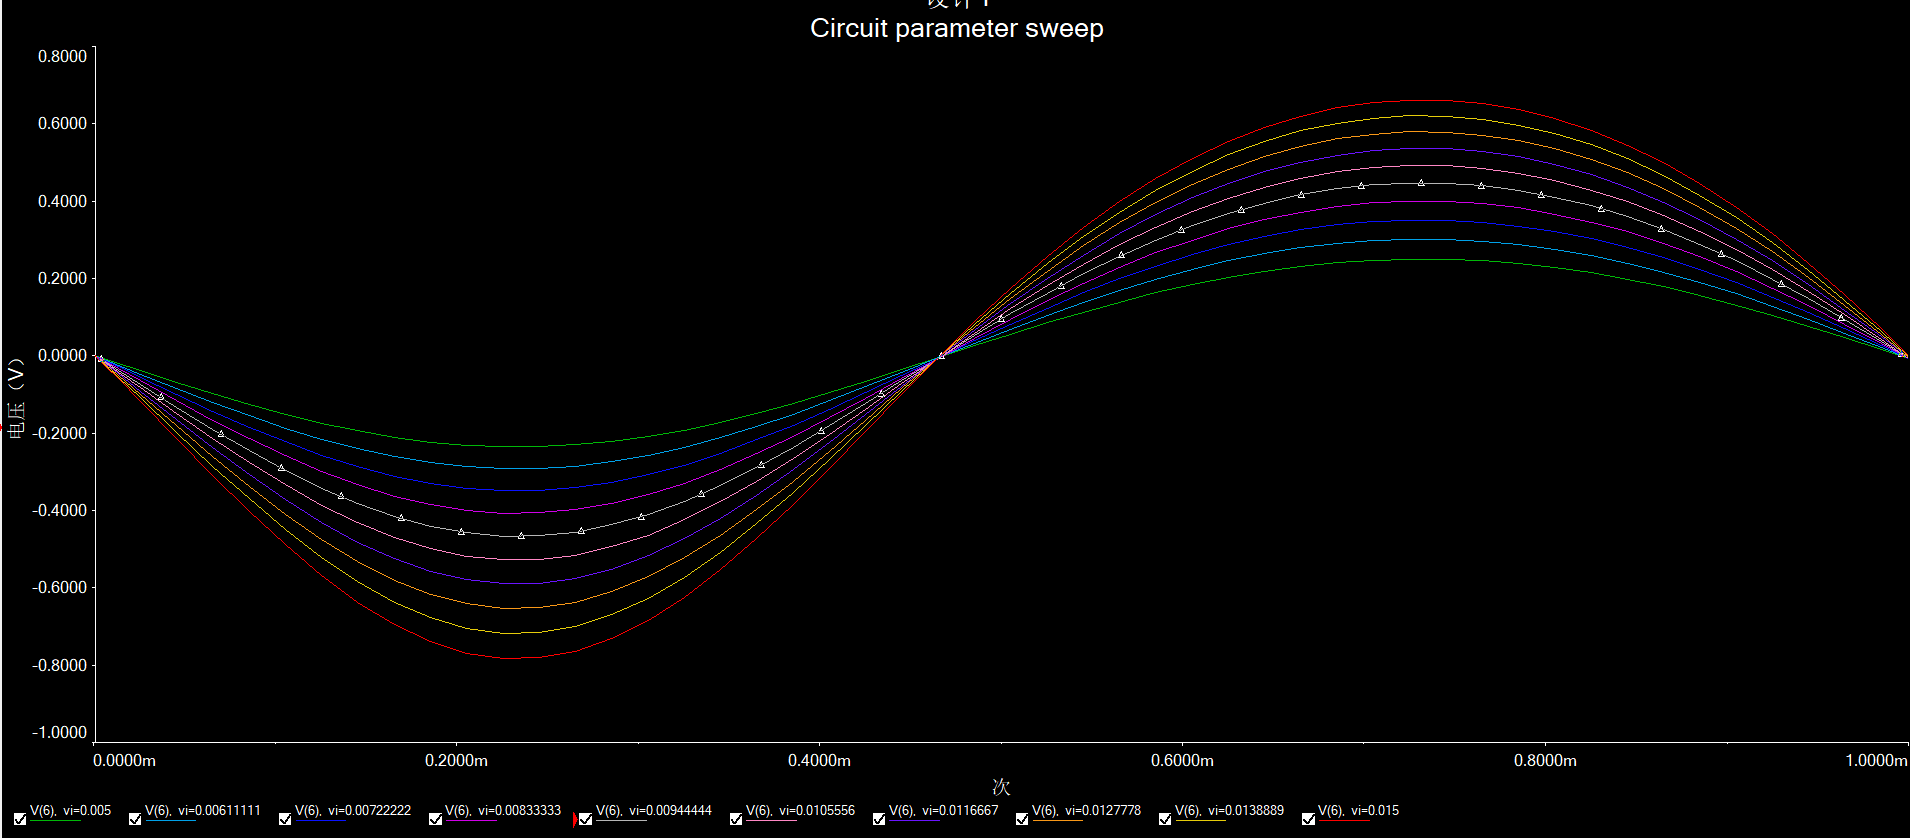 设计1
Circuit parameter sweep
0.8000
0.6000
0.4000
0.2000
0.0000
-0.2000
-0.4000
-0.6000
-0.8000
-1.0000
电压（V）
0.0000m 0.2000m 0.4000m 0.6000m 0.8000m 1.0000m
次
V(6), vi=0.005 V(6), vi=0.00611111 V(6), vi=0.00722222 V(6), vi=0.00833333 V(6), vi=0.00944444 V(6), vi=0.0105556 V(6), vi=0.0116667 V(6), vi=0.0127778 V(6), vi=0.0138889 V(6), vi=0.015